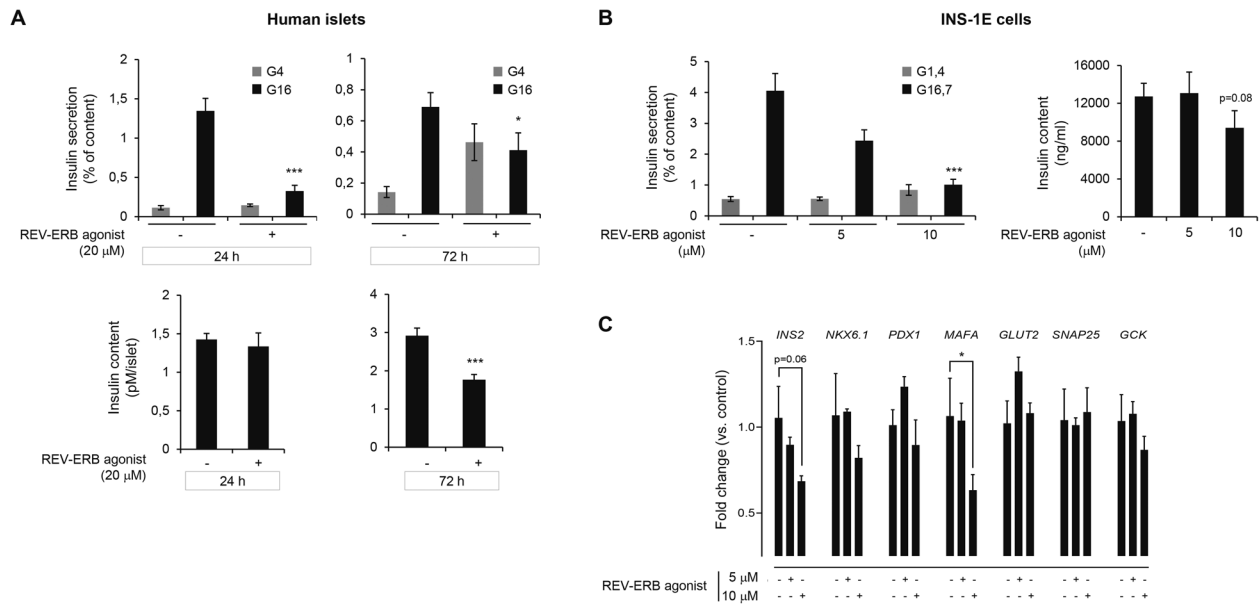 A
Human islets
Insulin secretion
(% of content)
2
1,5
1
0,5
0
G4
G16
***
1
0,8
0,6
0,4
0,2
0
G4
G16
*
REV-ERB agonist
(20 μM)
- + - +
24 h 72 h
Insulin content
(pM/islet)
2
1,5
1
0,5
0
4
3
2
1
0
***
REV-ERB agonist
(20 μM)
- + - +
24 h 72 h
B
INS-1E cells
Insulin secretion
(% of content)
5
4
3
2
1
0
G1,4
G16,7
***
REV-ERB agonist
(μM)
- 5 10
Insulin content
(ng/ml)
16000
12000
8000
4000
0
p=0.08
REV-ERB agonist
(μM)
- 5 10
C
INS2 NKX6.1 PDX1 MAFA GLUT2 SNAP25 GCK
Fold change (vs. control)
1.5
1.0
0.5
p=0.06
*
REV-ERB agonist
5 μM - + - - + - - + - - + - - + - - + - - + -
10 μM - - + - - + - - + - - + - - + - - + - - +